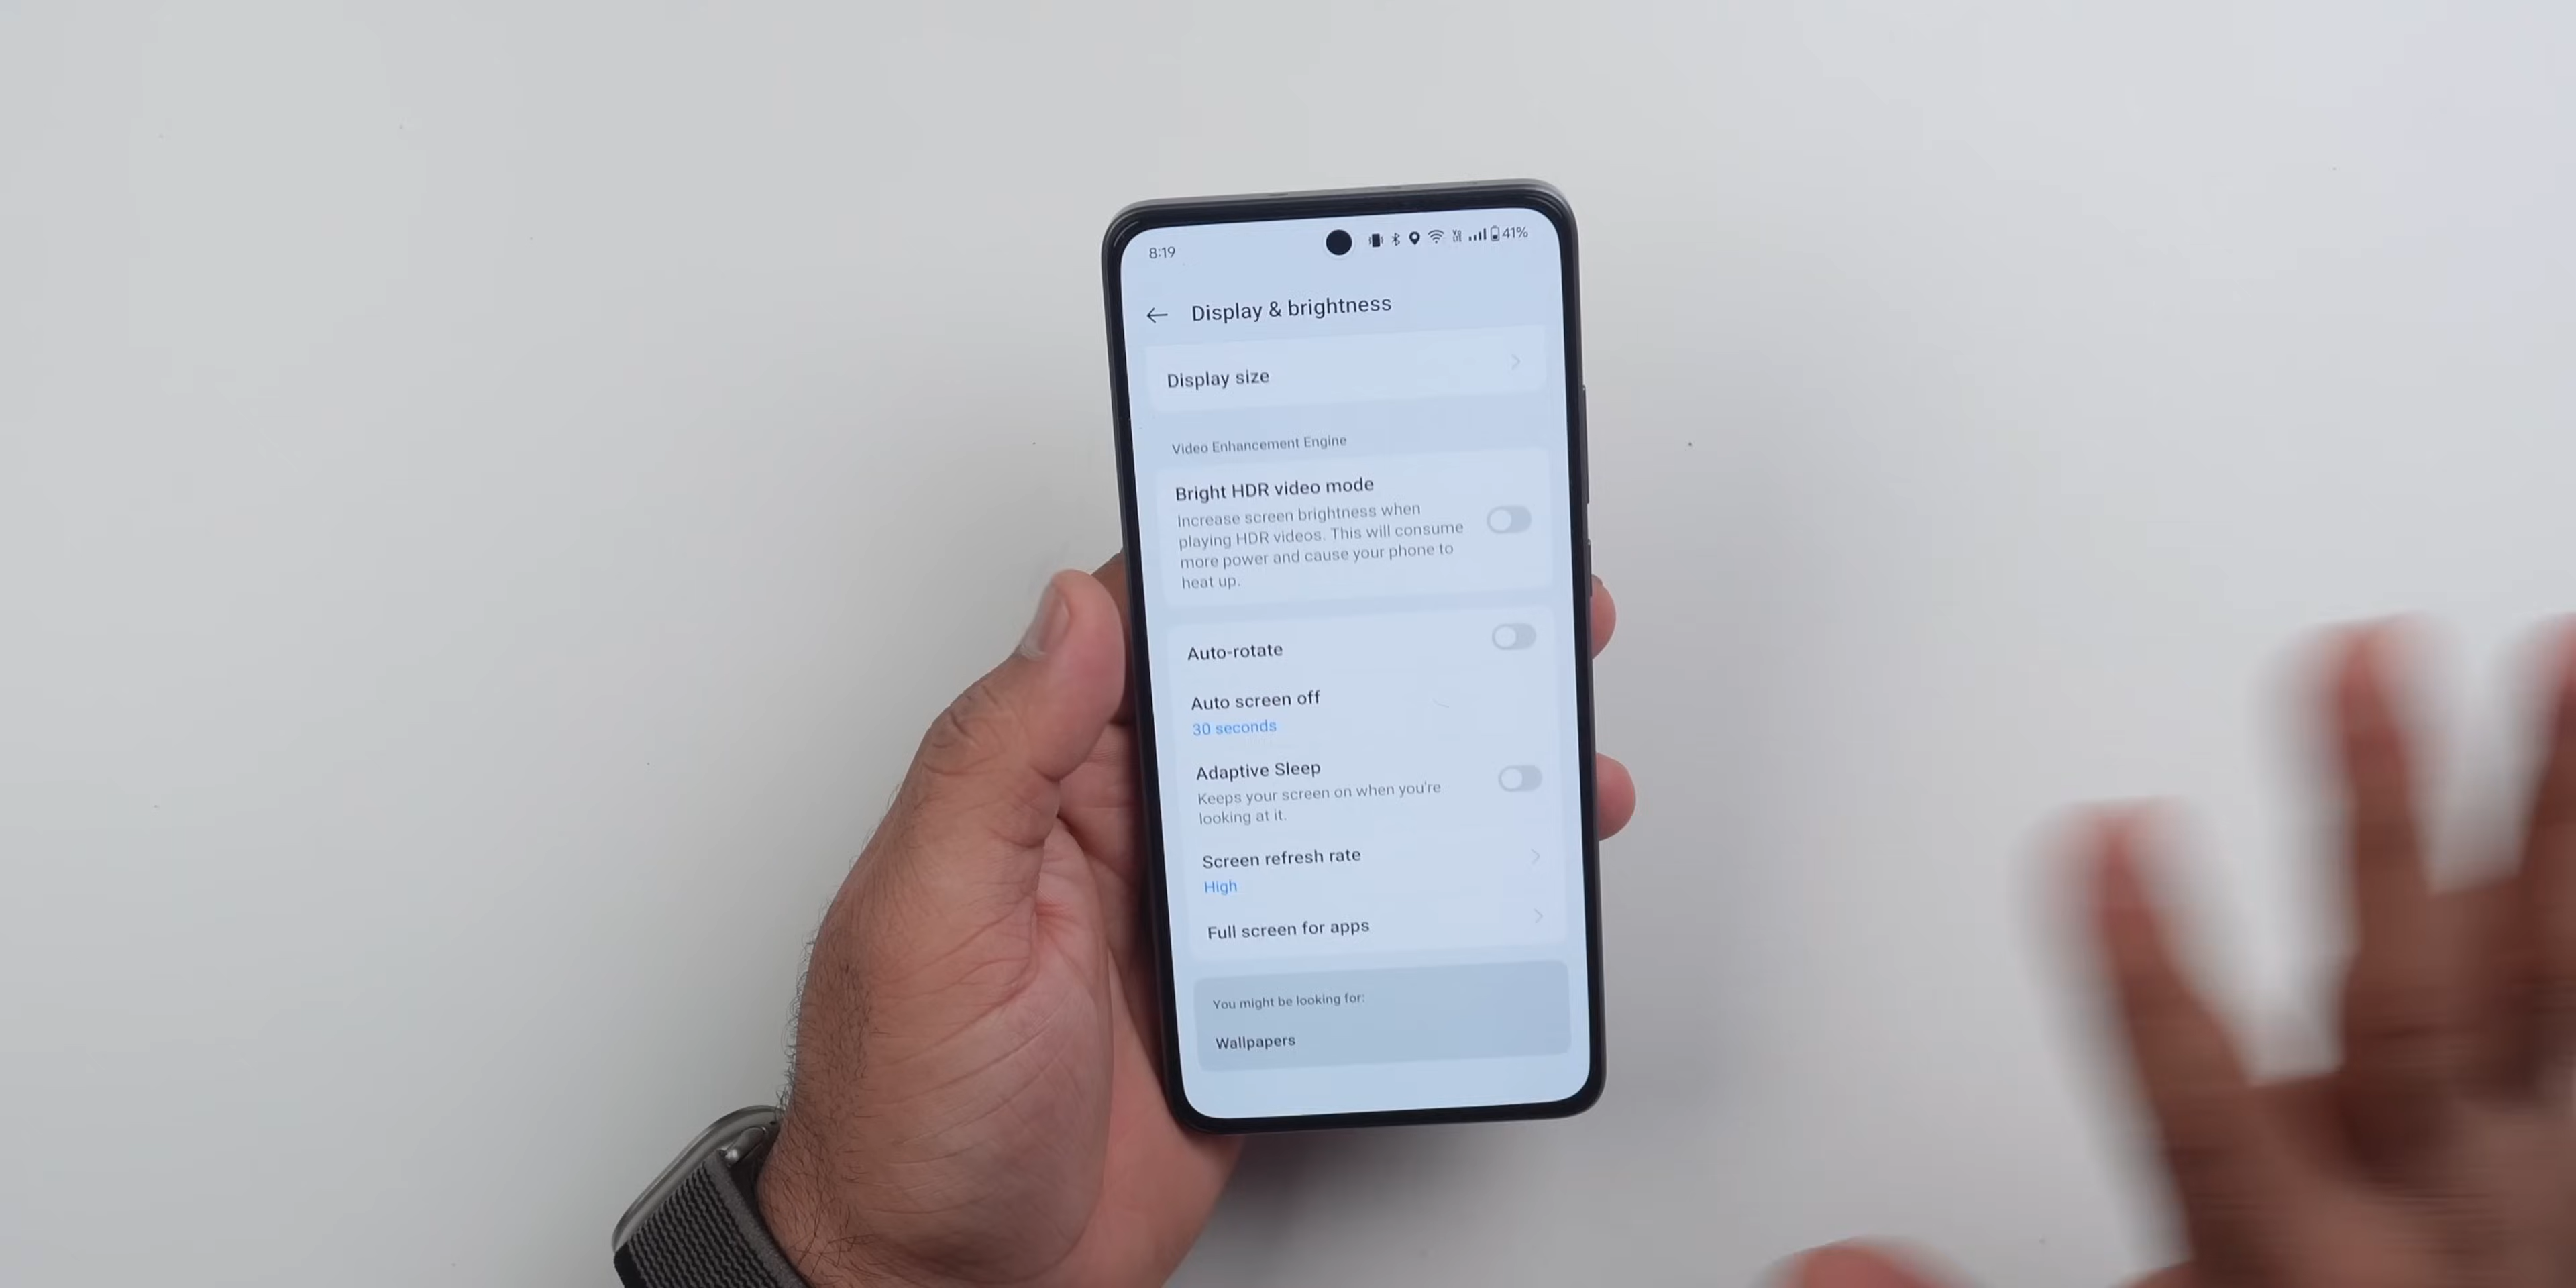 8:19
41%
Display & brightness
Display size
Video Enhancement Engine
Bright HDR video mode
Increase screen brightness when
playing HDR videos. This will consume
more power and cause your phone to
heat up.
Auto-rotate
Auto screen off
30 seconds
Adaptive Sleep
Keeps your screen on when you're
looking at it.
Screen refresh rate
High
Full screen for apps
You might be looking for:
Wallpapers